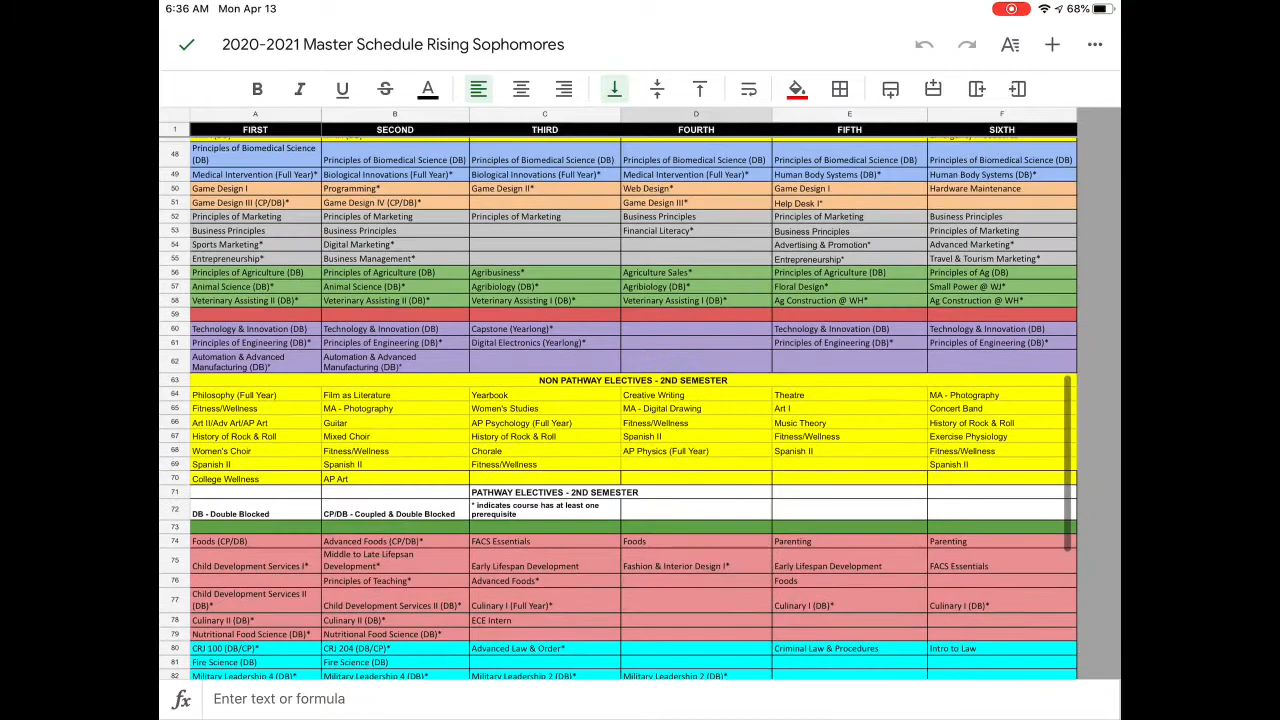 6:36 AM Mon Apr 13 68%
2020-2021 Master Schedule Rising Sophomores
B I U S A
A B C D E F
1 FIRST SECOND THIRD FOURTH FIFTH SIXTH
48 Principles of Biomedical Science (DB) Principles of Biomedical Science (DB) Principles of Biomedical Science (DB) Principles of Biomedical Science (DB) Principles of Biomedical Science (DB) Principles of Biomedical Science (DB)
49 Medical Intervention (Full Year)* Biological Innovations (Full Year)* Biological Innovations (Full Year)* Medical Intervention (Full Year)* Human Body Systems (DB)* Human Body Systems (DB)*
50 Game Design I Programming* Game Design II* Web Design* Game Design I Hardware Maintenance
51 Game Design III (CP/DB)* Game Design IV (CP/DB)* Game Design III* Help Desk I*
52 Principles of Marketing Principles of Marketing Principles of Marketing Business Principles Principles of Marketing Business Principles
53 Business Principles Business Principles Financial Literacy* Business Principles Principles of Marketing
54 Sports Marketing* Digital Marketing* Advertising & Promotion* Advanced Marketing*
55 Entrepreneurship* Business Management* Entrepreneurship* Travel & Tourism Marketing*
56 Principles of Agriculture (DB) Principles of Agriculture (DB) Agribusiness* Agriculture Sales* Principles of Agriculture (DB) Principles of Ag (DB)
57 Animal Science (DB)* Animal Science (DB)* Agribiology (DB)* Agribiology (DB)* Floral Design* Small Power @ WJ*
58 Veterinary Assisting II (DB)* Veterinary Assisting II (DB)* Veterinary Assisting I (DB)* Veterinary Assisting I (DB)* Ag Construction @ WH* Ag Construction @ WH*
59
60 Technology & Innovation (DB) Technology & Innovation (DB) Capstone (Yearlong)* Technology & Innovation (DB) Technology & Innovation (DB)
61 Principles of Engineering (DB)* Principles of Engineering (DB)* Digital Electronics (Yearlong)* Principles of Engineering (DB)* Principles of Engineering (DB)*
62 Automation & Advanced Manufacturing (DB)* Automation & Advanced Manufacturing (DB)*
63 NON PATHWAY ELECTIVES - 2ND SEMESTER
64 Philosophy (Full Year) Film as Literature Yearbook Creative Writing Theatre MA - Photography
65 Fitness/Wellness MA - Photography Women's Studies MA - Digital Drawing Art I Concert Band
66 Art II/Adv Art/AP Art Guitar AP Psychology (Full Year) Fitness/Wellness Music Theory History of Rock & Roll
67 History of Rock & Roll Mixed Choir History of Rock & Roll Spanish II Fitness/Wellness Exercise Physiology
68 Women's Choir Fitness/Wellness Chorale AP Physics (Full Year) Spanish II Fitness/Wellness
69 Spanish II Spanish II Fitness/Wellness Spanish II
70 College Wellness AP Art
71 PATHWAY ELECTIVES - 2ND SEMESTER
72 DB - Double Blocked CP/DB - Coupled & Double Blocked * indicates course has at least one prerequisite
73
74 Foods (CP/DB) Advanced Foods (CP/DB)* FACS Essentials Foods Parenting Parenting
75 Child Development Services I* Middle to Late Lifepsan Development* Early Lifespan Development Fashion & Interior Design I* Early Lifespan Development FACS Essentials
76 Principles of Teaching* Advanced Foods* Foods
77 Child Development Services II (DB)* Child Development Services II (DB)* Culinary I (Full Year)* Culinary I (DB)* Culinary I (DB)*
78 Culinary II (DB)* Culinary II (DB)* ECE Intern
79 Nutritional Food Science (DB)* Nutritional Food Science (DB)*
80 CRJ 100 (DB/CP)* CRJ 204 (DB/CP)* Advanced Law & Order* Criminal Law & Procedures Intro to Law
81 Fire Science (DB) Fire Science (DB)
82 Military Leadership 4 (DB)* Military Leadership 4 (DB)* Military Leadership 2 (DB)* Military Leadership 2 (DB)*
fx Enter text or formula